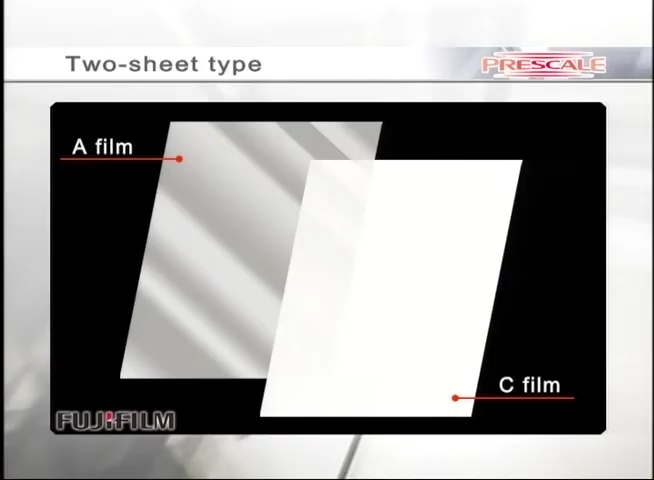 Two-sheet type
PRESCALE
A film
C film
FUJIFILM